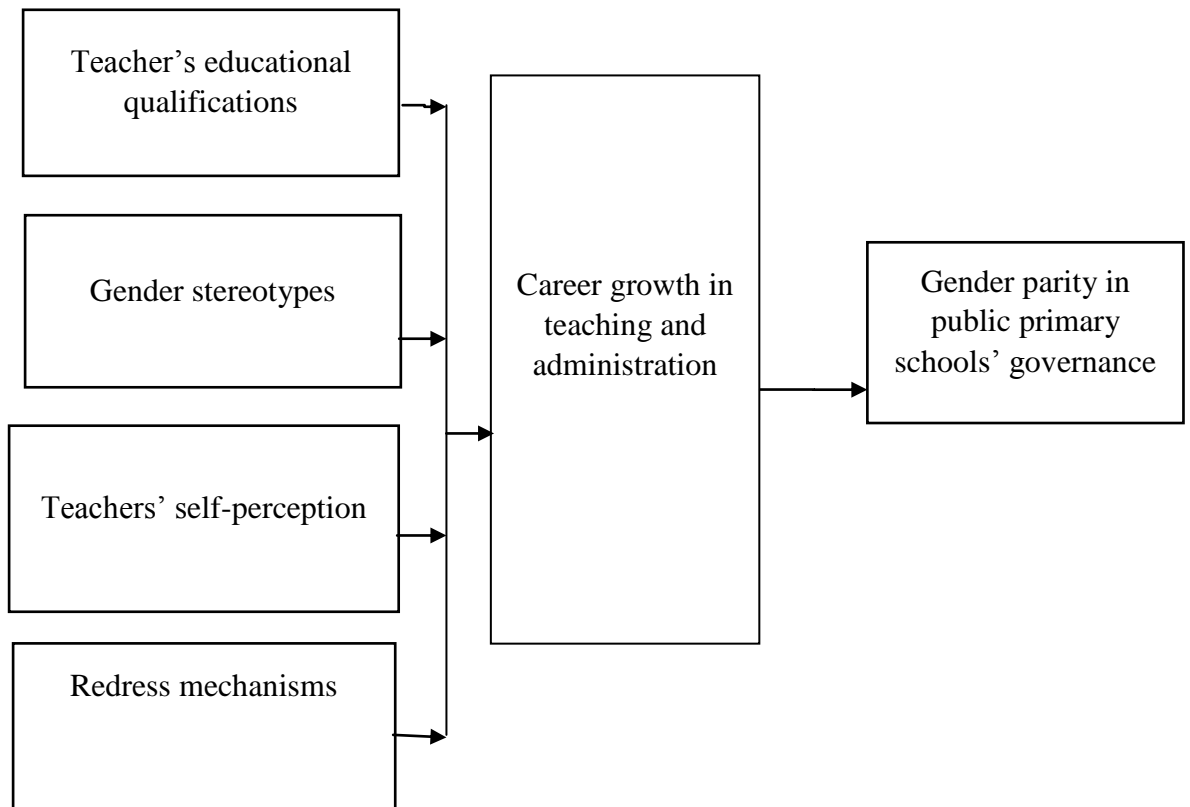 Teacher’s educational
qualifications
Gender stereotypes
Teachers’ self-perception
Redress mechanisms
Career growth in
teaching and
administration
Gender parity in
public primary
schools’ governance